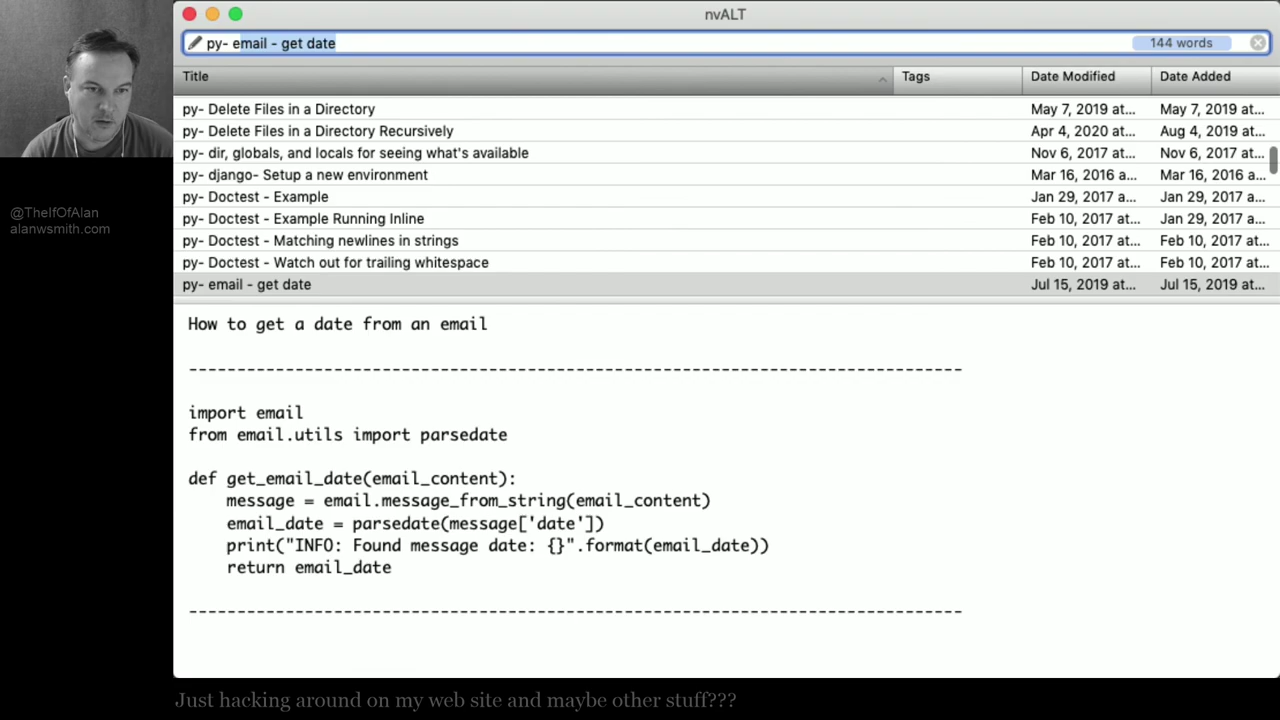 nvALT
py- email - get date
144 words
Title Tags Date Modified Date Added
py- Delete Files in a Directory May 7, 2019 at... May 7, 2019 at...
py- Delete Files in a Directory Recursively Apr 4, 2020 at... Aug 4, 2019 at...
py- dir, globals, and locals for seeing what's available Nov 6, 2017 at... Nov 6, 2017 at...
py- django- Setup a new environment Mar 16, 2016 a... Mar 16, 2016 a...
py- Doctest - Example Jan 29, 2017 at... Jan 29, 2017 at...
py- Doctest - Example Running Inline Feb 10, 2017 at... Jan 29, 2017 at...
py- Doctest - Matching newlines in strings Feb 10, 2017 at... Feb 10, 2017 at...
py- Doctest - Watch out for trailing whitespace Feb 10, 2017 at... Feb 10, 2017 at...
py- email - get date Jul 15, 2019 at... Jul 15, 2019 at...
@TheIfOfAlan
alanwsmith.com
How to get a date from an email
--------------------------------------------------------------------------------
import email
from email.utils import parsedate
def get_email_date(email_content):
    message = email.message_from_string(email_content)
    email_date = parsedate(message['date'])
    print("INFO: Found message date: {}".format(email_date))
    return email_date
--------------------------------------------------------------------------------
Just hacking around on my web site and maybe other stuff???